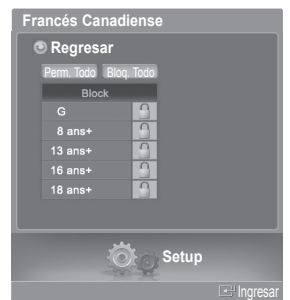 Francés Canadiense
Regresar
Perm. Todo Bloq. Todo
Block
G
8 ans+
13 ans+
16 ans+
18 ans+
Setup
Ingresar